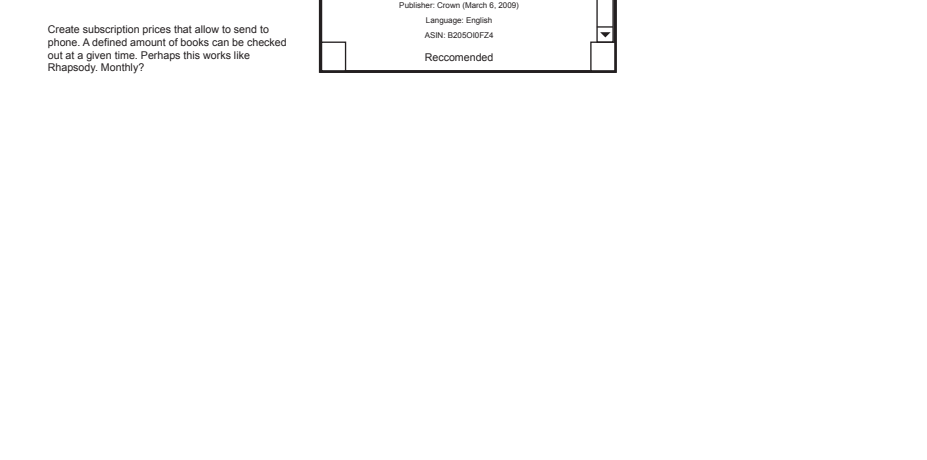 Create subscription prices that allow to send to
phone. A defined amount of books can be checked
out at a given time. Perhaps this works like
Rhapsody. Monthly?
Publisher: Crown (March 6, 2009)
Language: English
ASIN: B205OI0FZ4
Reccomended